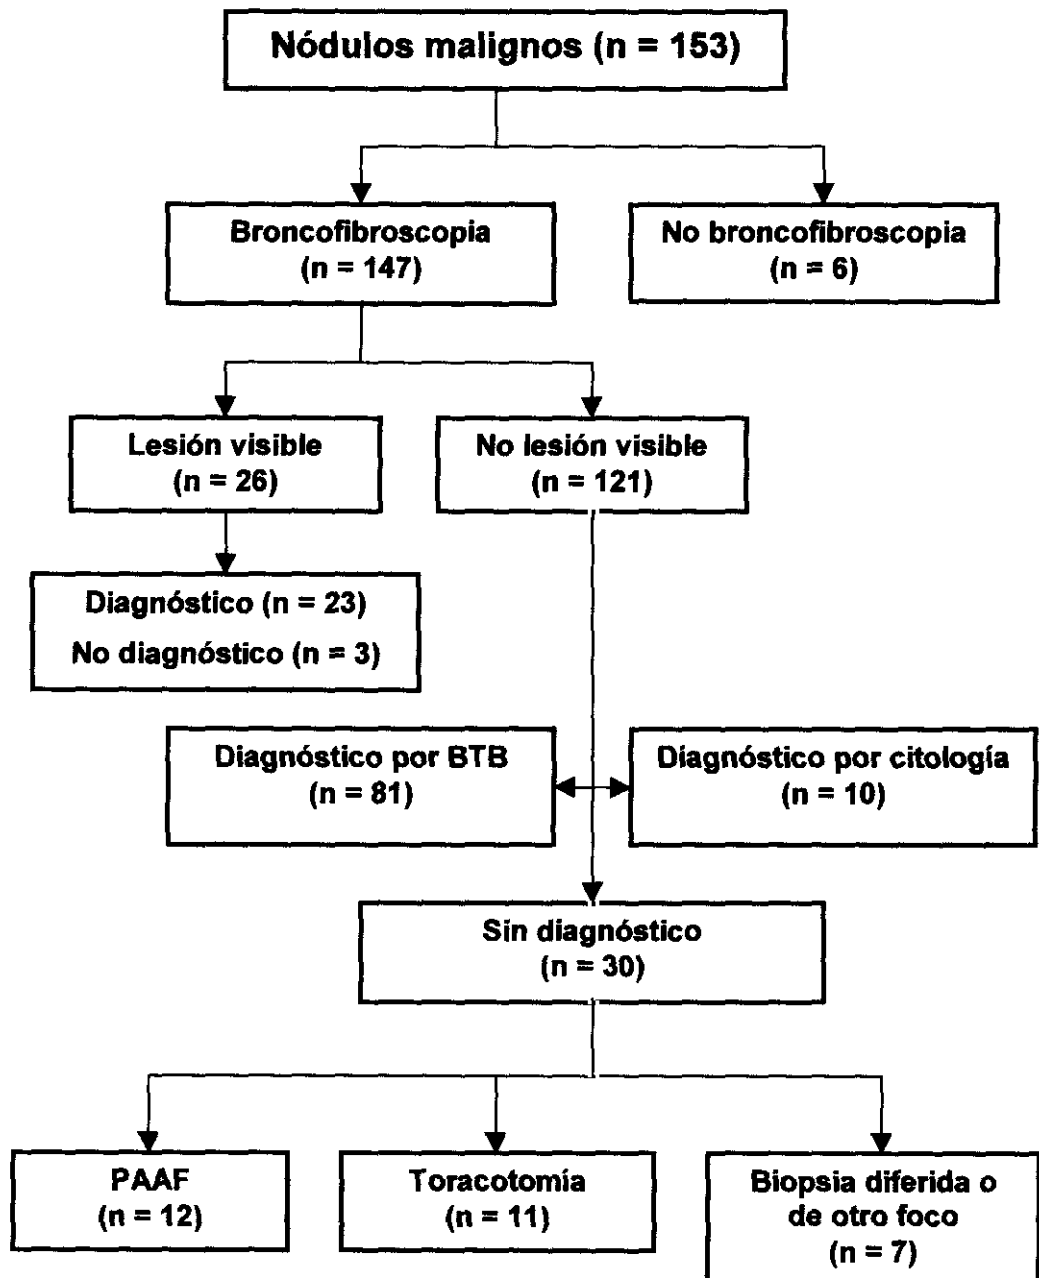 Nódulos malignos (n = 153)
Broncofibroscopia
(n = 147)
No broncofibroscopia
(n = 6)
Lesión visible
(n = 26)
No lesión visible
(n = 121)
Diagnóstico (n = 23)
No diagnóstico (n = 3)
Diagnóstico por BTB
(n = 81)
Diagnóstico por citología
(n = 10)
Sin diagnóstico
(n = 30)
PAAF
(n = 12)
Toracotomía
(n = 11)
Biopsia diferida o
de otro foco
(n = 7)